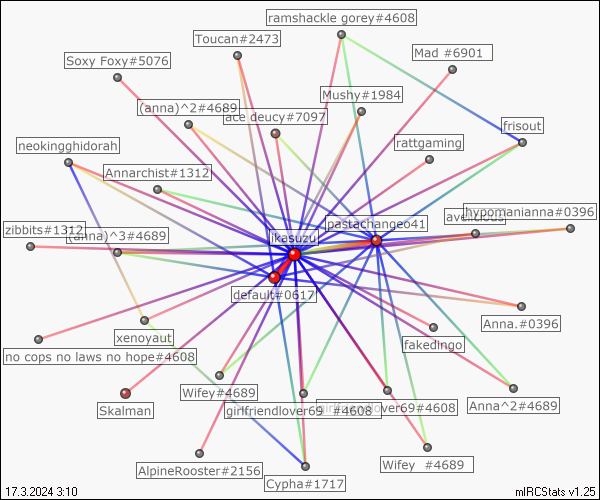 ramshackle gorey#4608
Toucan#2473
Mad #6901
Soxy Foxy#5076
Mushy#1984
(anna)^2#4689
ace deucy#7097
frisout
neokingghidorah
rattgaming
Annarchist#1312
hypomanianna#0396
pastachange041
zibbits#1312
(anna)^3#4689
ikasuzu
default#0617
Anna.#0396
xenoyaut
fakedingo
no cops no laws no hope#4608
Wifey#4689
girlfriendlover69 #4608
girlfriendlover69#4608
Anna^2#4689
Skalman
AlpineRooster#2156
Wifey #4689
Cypha#1717
17.3.2024 3:10
mIRCStats v1.25